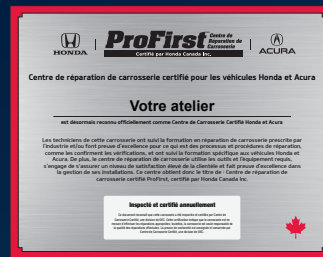 HONDA
ProFirst
Centre de
Réparation de
Carrosserie
Certifié par Honda Canada Inc.
ACURA
Centre de réparation de carrosserie certifié pour les véhicules Honda et Acura
Votre atelier
est désormais reconnu officiellement comme Centre de Carrosserie Certifié Honda et Acura
Les techniciens de cette carrosserie ont suivi la formation en réparation de carrosserie prescrite par
l'industrie et/ou font preuve d'excellence pour ce qui est des processus et procédures de réparation,
comme les confirment les vérifications, et ont suivi la formation spécifique aux véhicules Honda et
Acura. De plus, le centre de réparation de carrosserie utilise les outils et l'équipement requis,
s'engage de s'assurer un niveau de satisfaction élevé de la clientèle et fait preuve d'excellence dans
la gestion de ses installations. Ce centre obtient donc le titre de : Centre de réparation de
carrosserie certifié ProFirst, certifié par Honda Canada Inc.
Inspecté et certifié annuellement